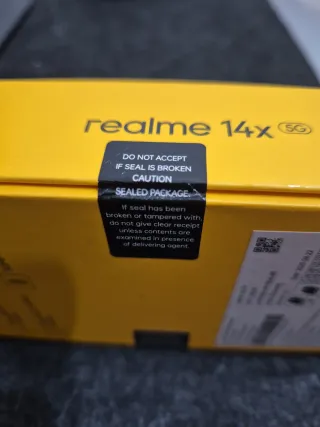 realme 14x 5G
DO NOT ACCEPT
IF SEAL IS BROKEN
CAUTION
SEALED PACKAGE.
If seal has been
broken or tampered with,
do not give clear receipt
unless contents are
examined in presence
of delivering agent.